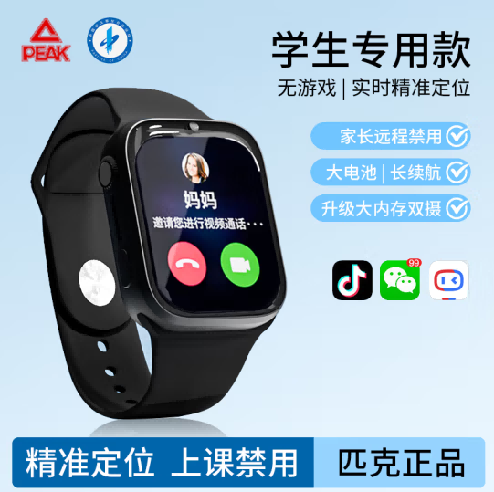 PEAK
学生专用款
无游戏 | 实时精准定位
家长远程禁用
大电池 | 长续航
升级大内存双摄
妈妈
邀请您进行视频通话···
99
精准定位 上课禁用
匹克正品